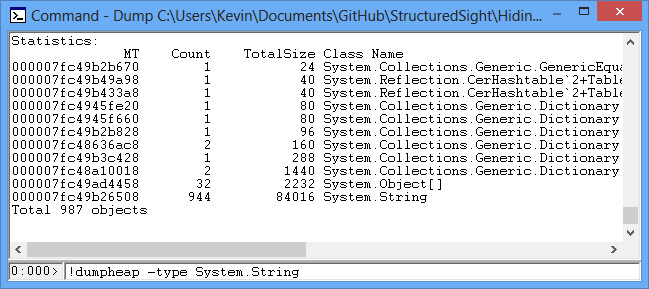 Command - Dump C:\Users\Kevin\Documents\GitHub\StructuredSight\Hidin...
Statistics:
MT Count TotalSize Class Name
000007fc49b2b670 1 24 System.Collections.Generic.GenericEqua
000007fc49b49a98 1 40 System.Reflection.CerHashtable`2+Table
000007fc49b433a8 1 40 System.Reflection.CerHashtable`2+Table
000007fc4945fe20 1 80 System.Collections.Generic.Dictionary
000007fc4945f660 1 80 System.Collections.Generic.Dictionary
000007fc49b2b828 1 96 System.Collections.Generic.Dictionary
000007fc48636ac8 2 160 System.Collections.Generic.Dictionary
000007fc49b3c428 1 288 System.Collections.Generic.Dictionary
000007fc48a10018 2 1440 System.Collections.Generic.Dictionary
000007fc49ad4458 32 2232 System.Object[]
000007fc49b26508 944 84016 System.String
Total 987 objects
0:000> !dumpheap -type System.String